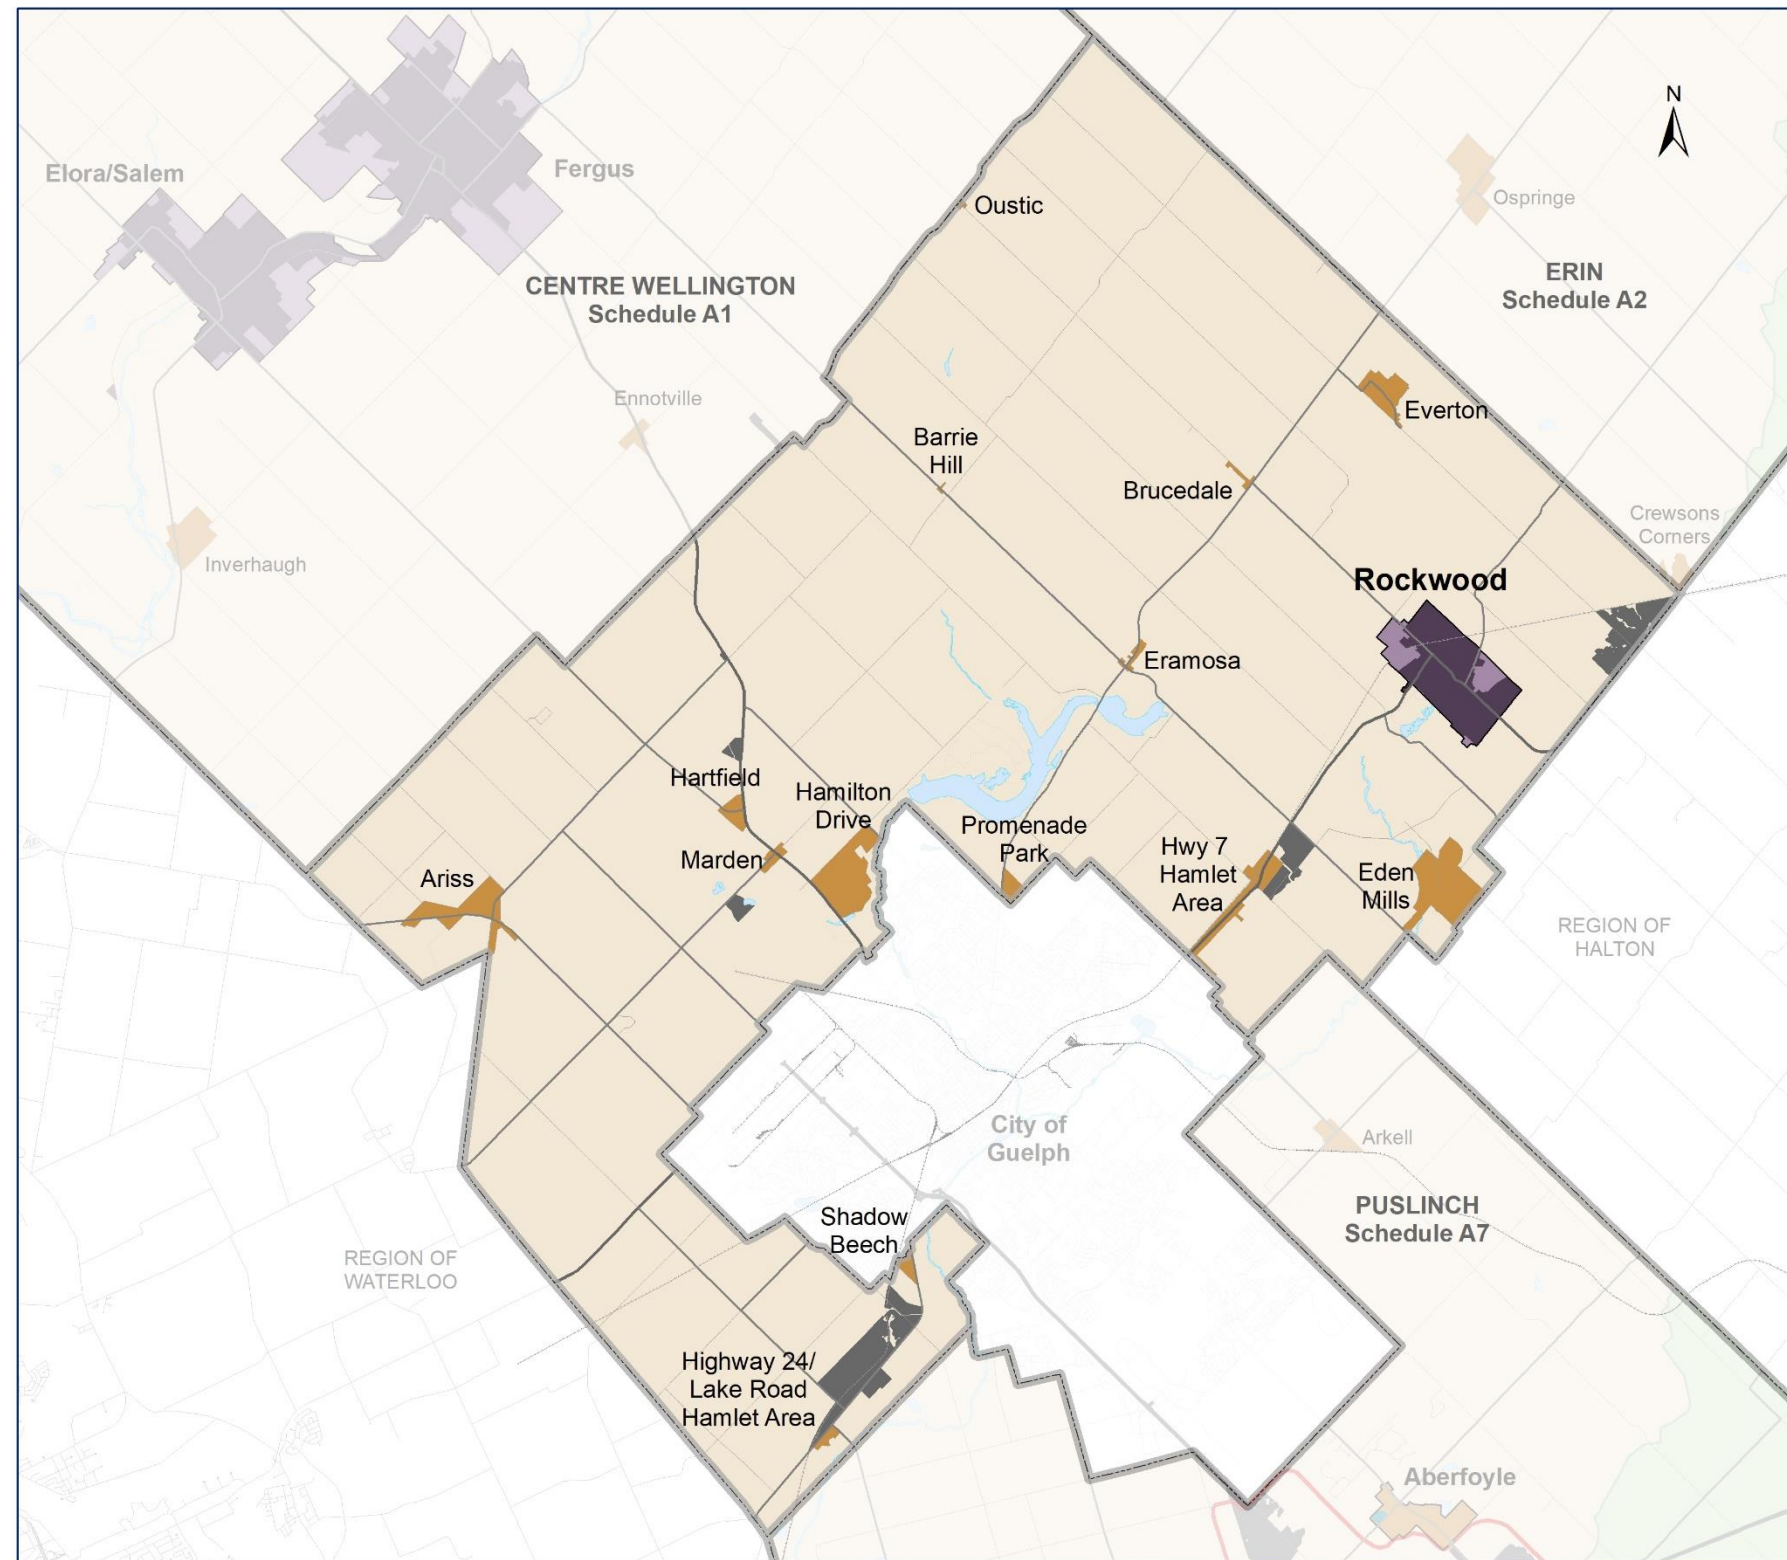 N
Elora/Salem
Fergus
Ospringe
Oustic
CENTRE WELLINGTON
Schedule A1
ERIN
Schedule A2
Ennotville
Everton
Barrie
Hill
Brucedale
Crewsons
Corners
Inverhaugh
Rockwood
Eramosa
Hartfield
Hamilton
Drive
Promenade
Park
Marden
Hwy 7
Hamlet
Area
Ariss
Eden
Mills
REGION OF
HALTON
City of
Guelph
Arkell
PUSLINCH
Schedule A7
Shadow
Beech
REGION OF
WATERLOO
Highway 24/
Lake Road
Hamlet Area
Aberfoyle